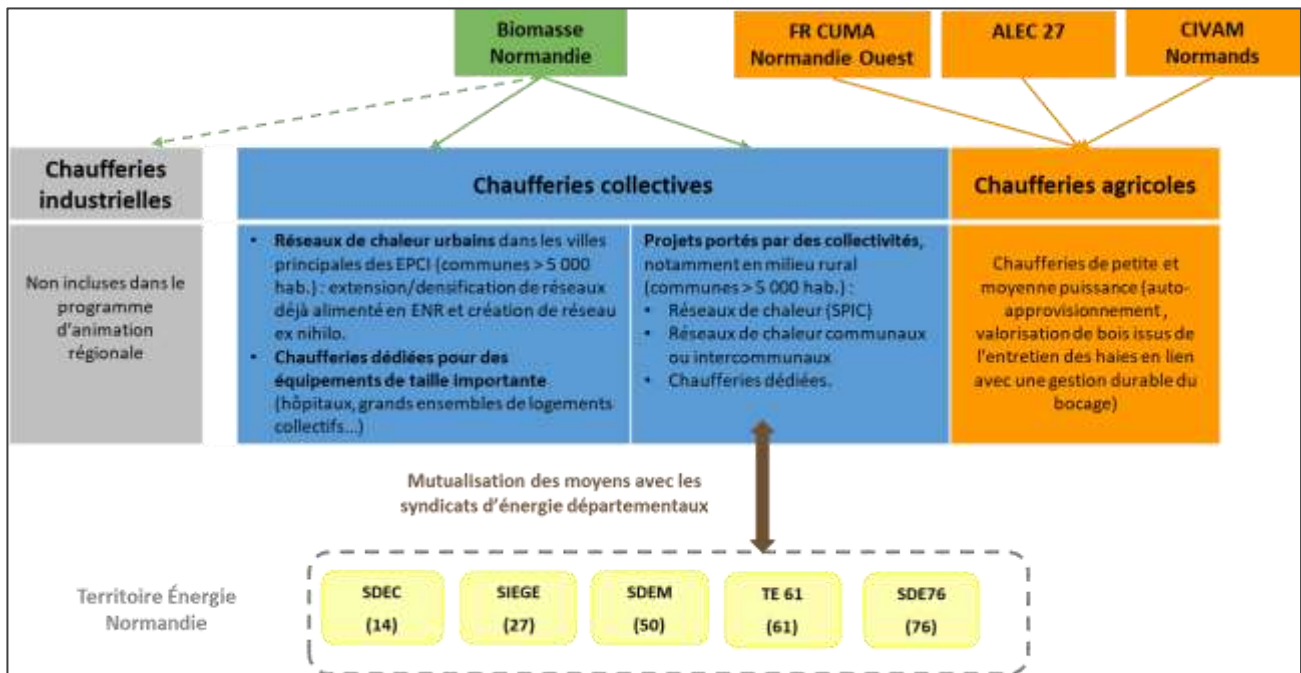 Biomasse
Normandie
FR CUMA
Normandie Ouest
ALEC 27
CIVAM
Normands
Chaufferies
industrielles
Chaufferies collectives
Chaufferies agricoles
Non incluses dans le
programme
d'animation
régionale
• Réseaux de chaleur urbains dans les villes
principales des EPCI (communes > 5 000
hab.) : extension/densification de réseaux
déjà alimenté en ENR et création de réseau
ex nihilo.
• Chaufferies dédiées pour des
équipements de taille importante
(hôpitaux, grands ensembles de logements
collectifs...)
Projets portés par des collectivités,
notamment en milieu rural
(communes > 5 000 hab.) :
• Réseaux de chaleur (SPIC)
• Réseaux de chaleur communaux
ou intercommunaux
• Chaufferies dédiées.
Chaufferies de petite et
moyenne puissance (auto-
approvisionnement,
valorisation de bois issus de
l'entretien des haies en lien
avec une gestion durable du
bocage)
Mutualisation des moyens avec les
syndicats d'énergie départementaux
Territoire Énergie
Normandie
SDEC
(14)
SIEGE
(27)
SDEM
(50)
TE 61
(61)
SDE76
(76)